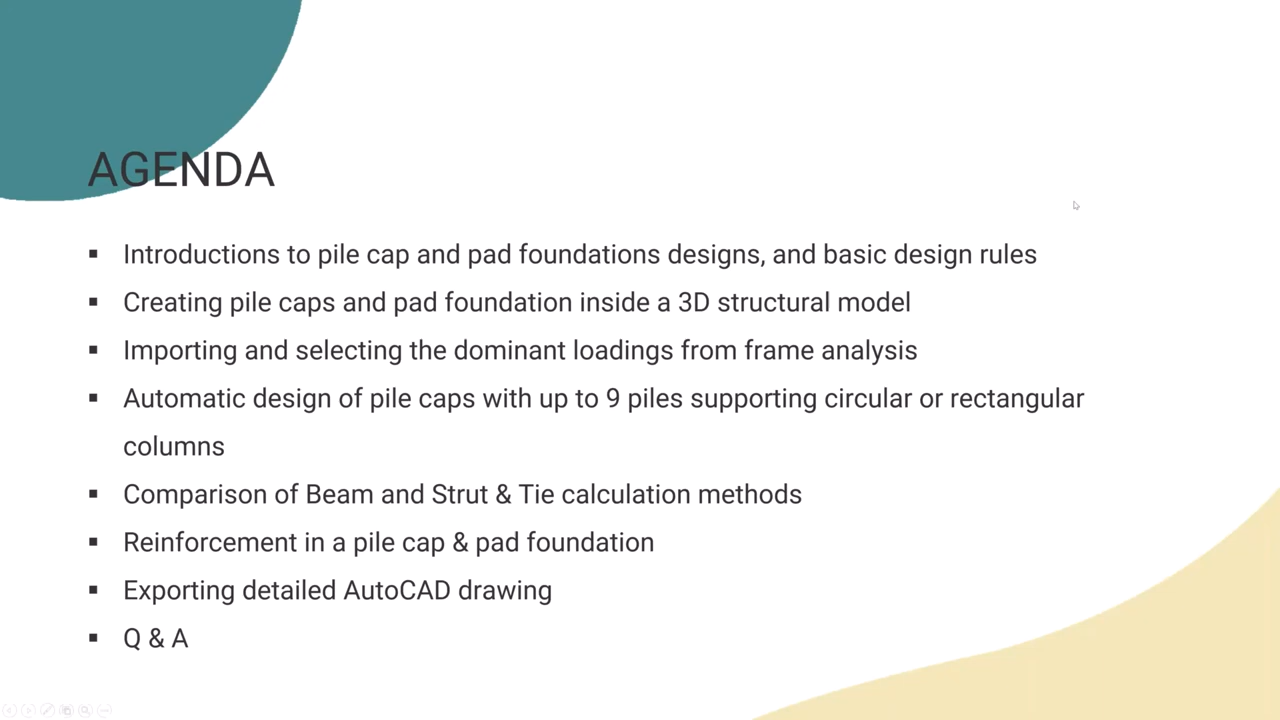 AGENDA
▪ Introductions to pile cap and pad foundations designs, and basic design rules
▪ Creating pile caps and pad foundation inside a 3D structural model
▪ Importing and selecting the dominant loadings from frame analysis
▪ Automatic design of pile caps with up to 9 piles supporting circular or rectangular
columns
▪ Comparison of Beam and Strut & Tie calculation methods
▪ Reinforcement in a pile cap & pad foundation
▪ Exporting detailed AutoCAD drawing
▪ Q & A